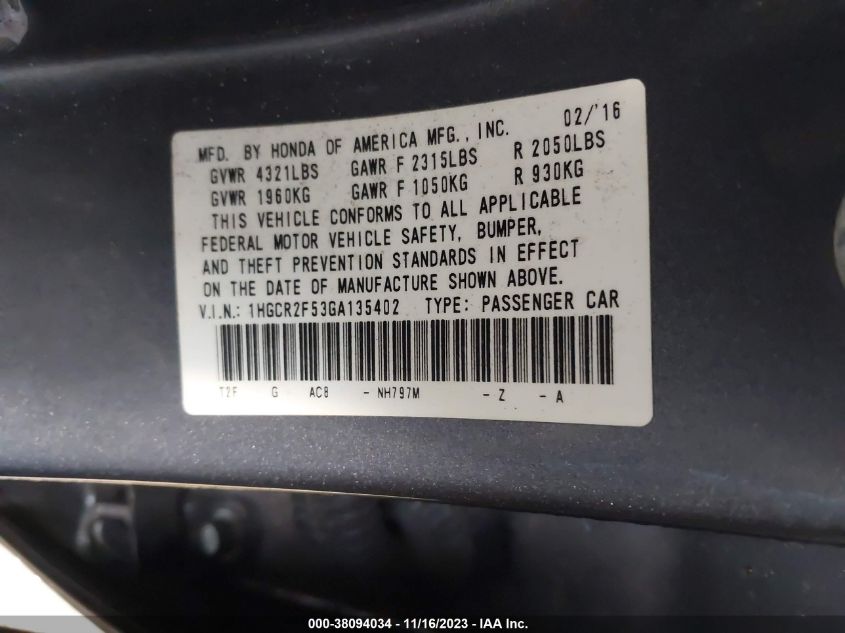 02/'16
MFD. BY HONDA OF AMERICA MFG., INC.
GVWR 4321LBS GAWR F 2315LBS R 2050LBS
GVWR 1960KG GAWR F 1050KG R 930KG
THIS VEHICLE CONFORMS TO ALL APPLICABLE
FEDERAL MOTOR VEHICLE SAFETY, BUMPER,
AND THEFT PREVENTION STANDARDS IN EFFECT
ON THE DATE OF MANUFACTURE SHOWN ABOVE.
V.I.N.: 1HGCR2F53GA135402 TYPE: PASSENGER CAR
T2F G AC8 - NH797M - Z - A
000-38094034 - 11/16/2023 - IAA Inc.